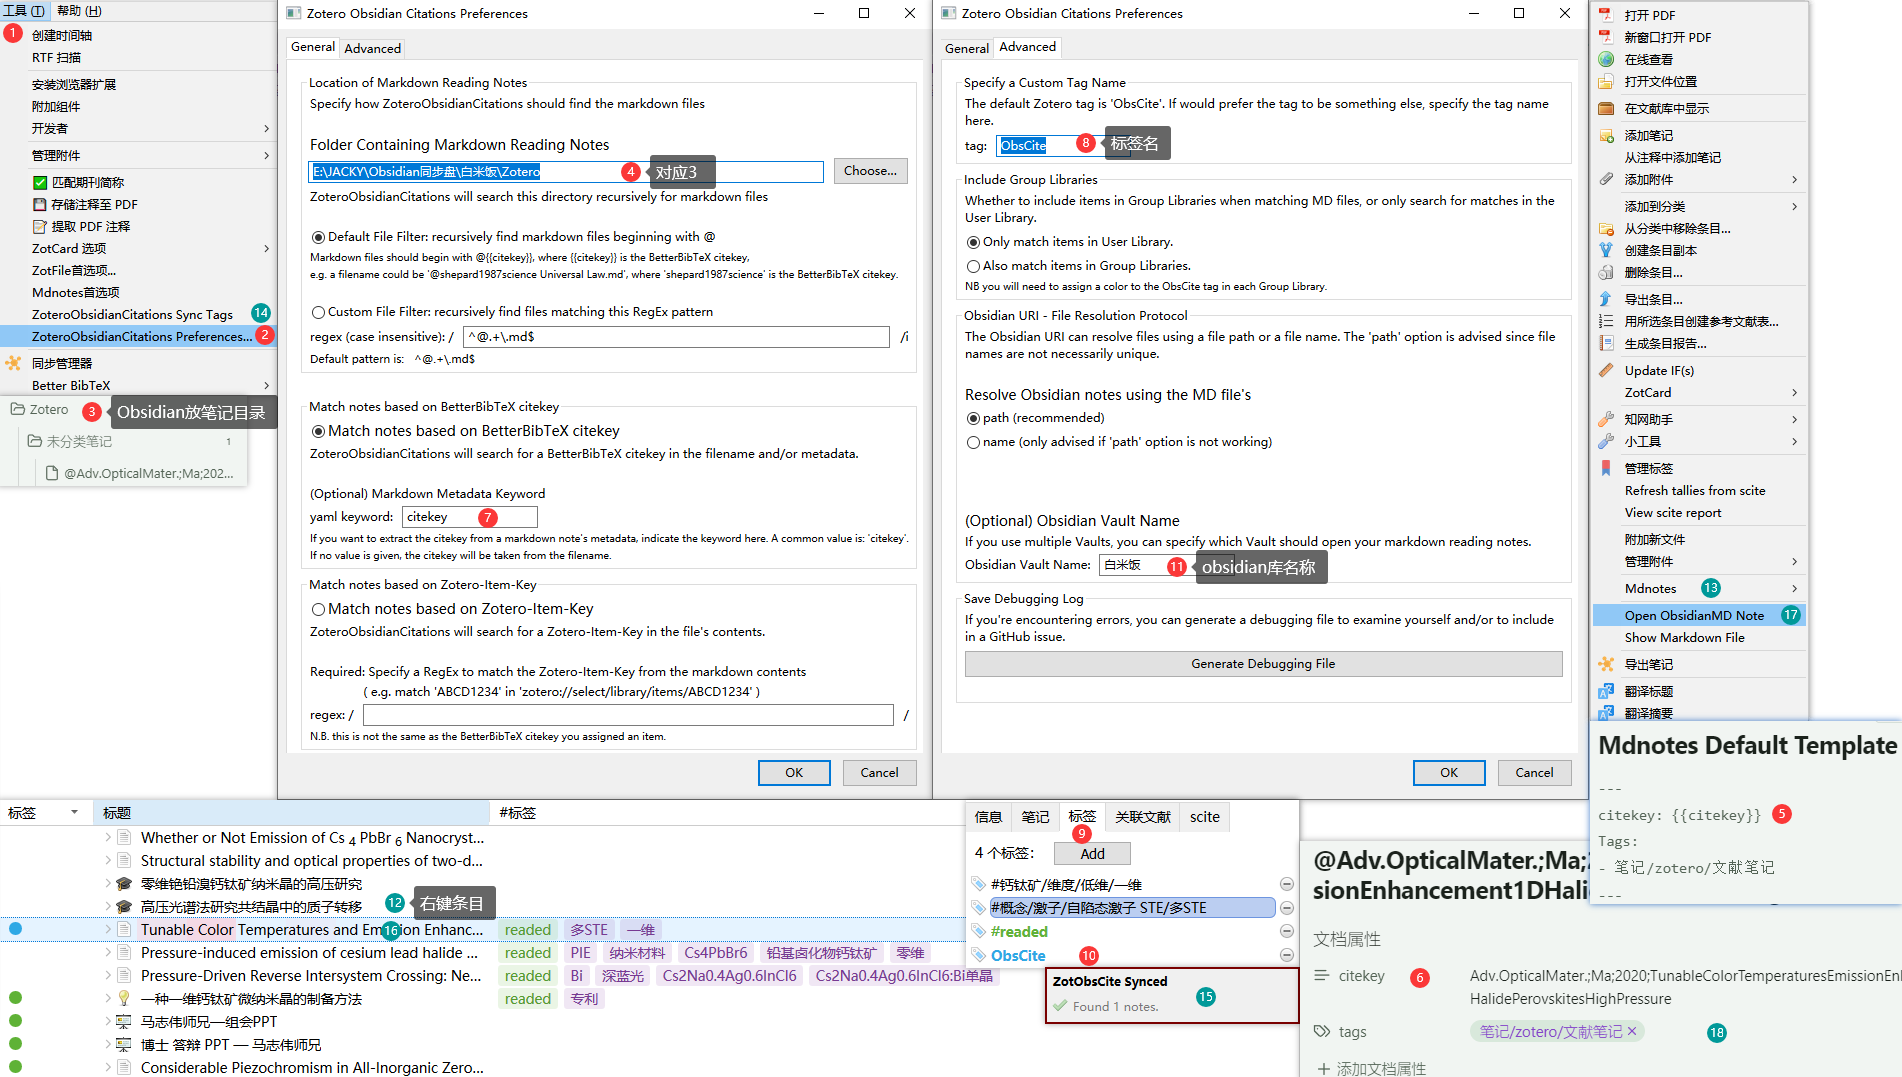 工具 (T) 帮助 (H)
1 创建时间轴
RTF 扫描
安装浏览器扩展
附加组件
开发者
管理附件
匹配期刊简称
存储注释至 PDF
提取 PDF 注释
ZotCard 选项
ZotFile首选项...
Mdnotes首选项
ZoteroObsidianCitations Sync Tags 14
ZoteroObsidianCitations Preferences... 2
同步管理器
Better BibTeX
Zotero 3 Obsidian放笔记目录
未分类笔记 1
@Adv.OpticalMater.;Ma;202...
Zotero Obsidian Citations Preferences
General Advanced
Location of Markdown Reading Notes
Specify how ZoteroObsidianCitations should find the markdown files
Folder Containing Markdown Reading Notes
E:\JACKY\Obsidian同步盘\白米饭\Zotero 4 对应3 Choose...
ZoteroObsidianCitations will search this directory recursively for markdown files
Default File Filter: recursively find markdown files beginning with @
Markdown files should begin with @{{citekey}}, where {{citekey}} is the BetterBibTeX citekey,
e.g. a filename could be '@shepard1987science Universal Law.md', where 'shepard1987science' is the BetterBibTeX citekey.
Custom File Filter: recursively find files matching this RegEx pattern
regex (case insensitive): / ^@.+\.md$ /i
Default pattern is: ^@.+\.md$
Match notes based on BetterBibTeX citekey
Match notes based on BetterBibTeX citekey
ZoteroObsidianCitations will search for a BetterBibTeX citekey in the filename and/or metadata.
(Optional) Markdown Metadata Keyword
yaml keyword: citekey 7
If you want to extract the citekey from a markdown note's metadata, indicate the keyword here. A common value is: 'citekey'.
If no value is given, the citekey will be taken from the filename.
Match notes based on Zotero-Item-Key
Match notes based on Zotero-Item-Key
ZoteroObsidianCitations will search for a Zotero-Item-Key in the file's contents.
Required: Specify a RegEx to match the Zotero-Item-Key from the markdown contents
( e.g. match 'ABCD1234' in 'zotero://select/library/items/ABCD1234' )
regex: / /
N.B. this is not the same as the BetterBibTeX citekey you assigned an item.
OK Cancel
Zotero Obsidian Citations Preferences
General Advanced
Specify a Custom Tag Name
The default Zotero tag is 'ObsCite'. If would prefer the tag to be something else, specify the tag name
here.
tag: ObsCite 8 标签名
Include Group Libraries
Whether to include items in Group Libraries when matching MD files, or only search for matches in the
User Library.
Only match items in User Library.
Also match items in Group Libraries.
NB you will need to assign a color to the ObsCite tag in each Group Library.
Obsidian URI - File Resolution Protocol
The Obsidian URI can resolve files using a file path or a file name. The 'path' option is advised since file
names are not necessarily unique.
Resolve Obsidian notes using the MD file's
path (recommended)
name (only advised if 'path' option is not working)
(Optional) Obsidian Vault Name
If you use multiple Vaults, you can specify which Vault should open your markdown reading notes.
Obsidian Vault Name: 白米饭 11 obsidian库名称
Save Debugging Log
If you're encountering errors, you can generate a debugging file to examine yourself and/or to include
in a GitHub issue.
Generate Debugging File
OK Cancel
打开 PDF
新窗口打开 PDF
在线查看
打开文件位置
在文献库中显示
添加笔记
从注释中添加笔记
添加附件
添加到分类
从分类中移除条目...
创建条目副本
删除条目...
导出条目...
用所选条目创建参考文献表...
生成条目报告...
Update IF(s)
ZotCard
知网助手
小工具
管理标签
Refresh tallies from scite
View scite report
附加新文件
管理附件
Mdnotes 13
Open ObsidianMD Note 17
Show Markdown File
导出笔记
翻译标题
翻译摘要
Mdnotes Default Template
---
citekey: {{citekey}} 5
Tags:
- 笔记/zotero/文献笔记
---
标签 标题 #标签
Whether or Not Emission of Cs 4 PbBr 6 Nanocryst...
Structural stability and optical properties of two-d...
零维铯铅溴钙钛矿纳米晶的高压研究
高压光谱法研究共结晶中的质子转移 12 右键条目
Tunable Color Temperatures and Emission Enhanc... 16 readed 多STE 一维
Pressure-induced emission of cesium lead halide ... readed PIE 纳米材料 Cs4PbBr6 铅基卤化物钙钛矿 零维
Pressure-Driven Reverse Intersystem Crossing: Ne... readed Bi 深蓝光 Cs2Na0.4Ag0.6InCl6 Cs2Na0.4Ag0.6InCl6:Bi单晶
一种一维钙钛矿微纳米晶的制备方法 readed 专利
马志伟师兄—组会PPT
博士 答辩 PPT — 马志伟师兄
Considerable Piezochromism in All-Inorganic Zero...
信息 笔记 标签 关联文献 scite
9
4 个标签: Add
#钙钛矿/维度/低维/一维
#概念/激子/自陷态激子 STE/多STE
#readed
ObsCite 10
ZotObsCite Synced
Found 1 notes. 15
@Adv.OpticalMater.;Ma;2
sionEnhancement1DHali
文档属性
citekey 6 Adv.OpticalMater.;Ma;2020;TunableColorTemperaturesEmissionEnl
HalidePerovskitesHighPressure
tags 笔记/zotero/文献笔记 × 18
+ 添加文档属性